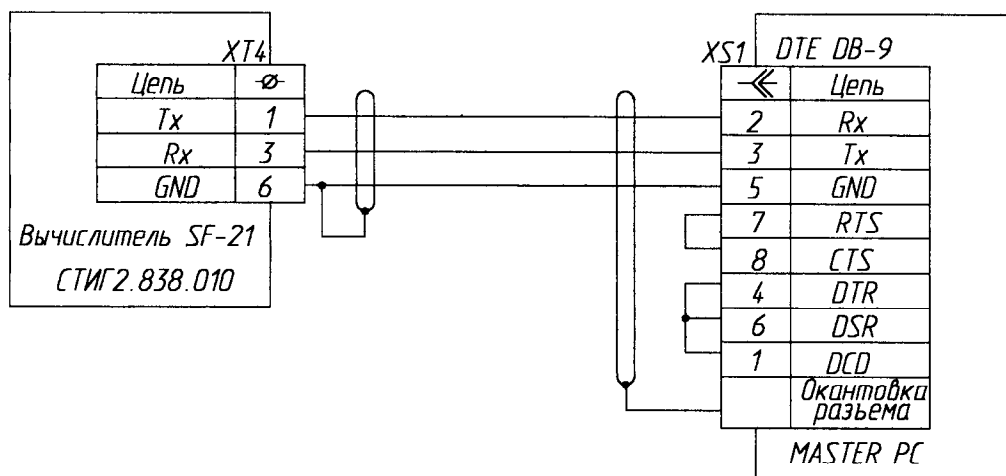 XT4
Цепь
Tx 1
Rx 3
GND 6
Вычислитель SF-21
СТИГ2.838.010
XS1 DTE DB-9
Цепь
2 Rx
3 Tx
5 GND
7 RTS
8 CTS
4 DTR
6 DSR
1 DCD
Окантовка
разъема
MASTER PC